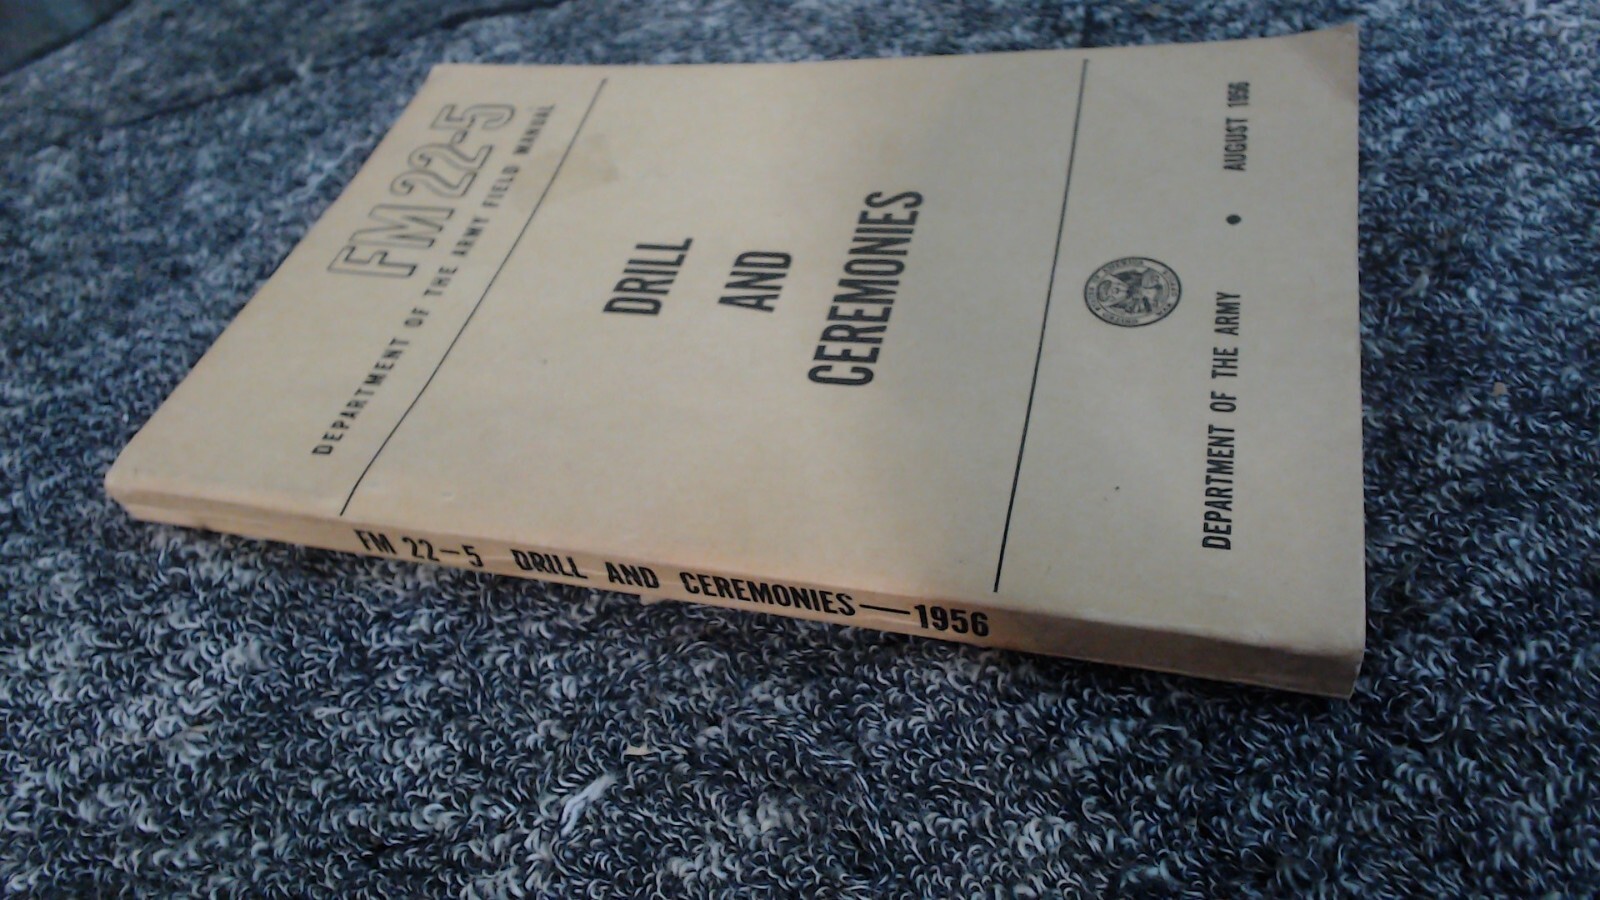 FM 22-5
DEPARTMENT OF THE ARMY FIELD MANUAL
DRILL
AND
CEREMONIES
DEPARTMENT OF THE ARMY • AUGUST 1956
FM 22-5 DRILL AND CEREMONIES—1956